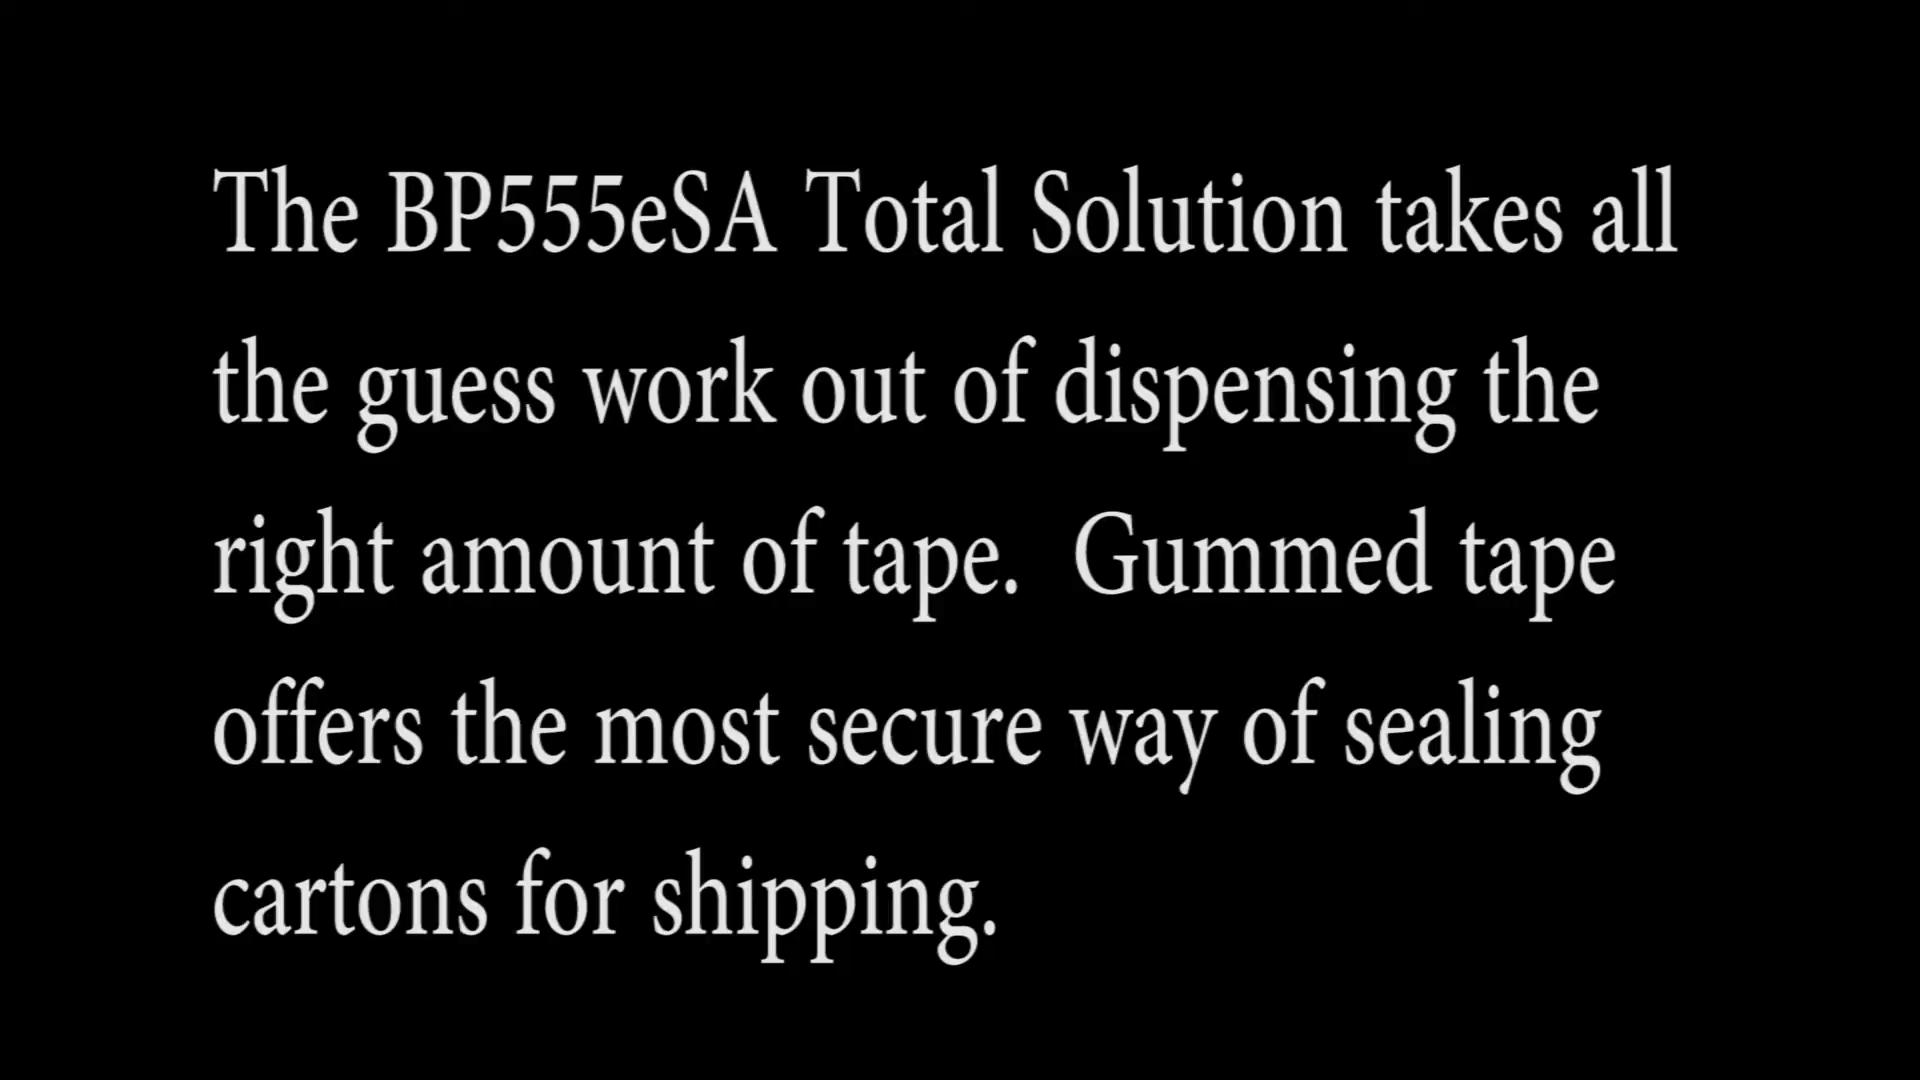 The BP555eSA Total Solution takes all
the guess work out of dispensing the
right amount of tape.  Gummed tape
offers the most secure way of sealing
cartons for shipping.